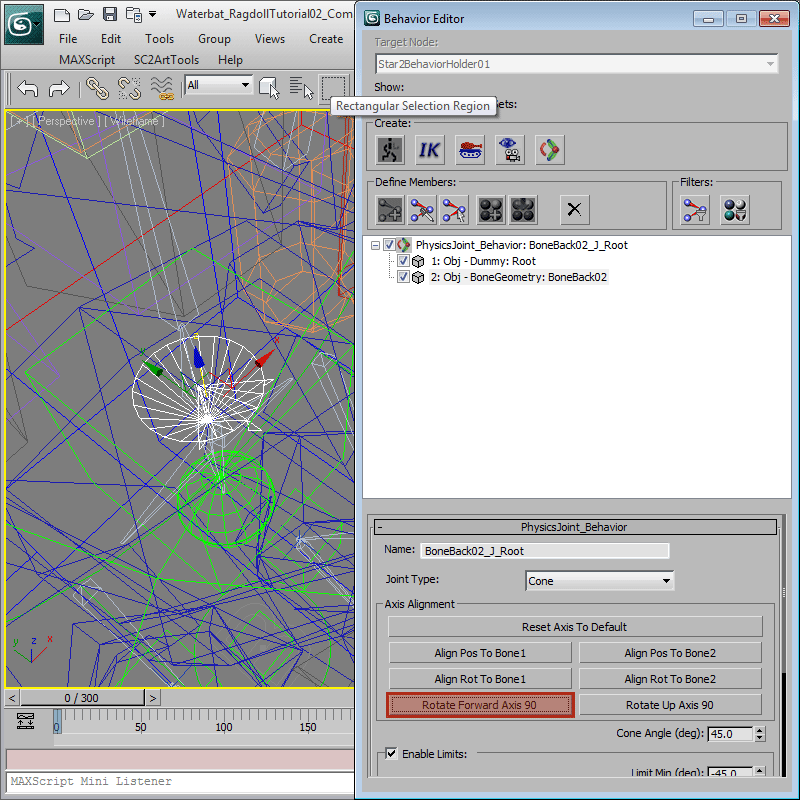 Waterbat_RagdollTutorial02_Com
File Edit Tools Group Views Create
MAXScript SC2ArtTools Help
All
Rectangular Selection Region
[ + ] [ Perspective ] [ Wireframe ]
z
x
y
x
< 0 / 300 >
0 50 100 150
MAXScript Mini Listener
Behavior Editor
Target Node:
Star2BehaviorHolder01
Show:
ets:
Create:
IK
Define Members:
Filters:
PhysicsJoint_Behavior: BoneBack02_J_Root
1: Obj - Dummy: Root
2: Obj - BoneGeometry: BoneBack02
- PhysicsJoint_Behavior
Name: BoneBack02_J_Root
Joint Type: Cone
Axis Alignment
Reset Axis To Default
Align Pos To Bone1 Align Pos To Bone2
Align Rot To Bone1 Align Rot To Bone2
Rotate Forward Axis 90 Rotate Up Axis 90
Cone Angle (deg): 45.0
Enable Limits:
Limit Min (deg): -45.0